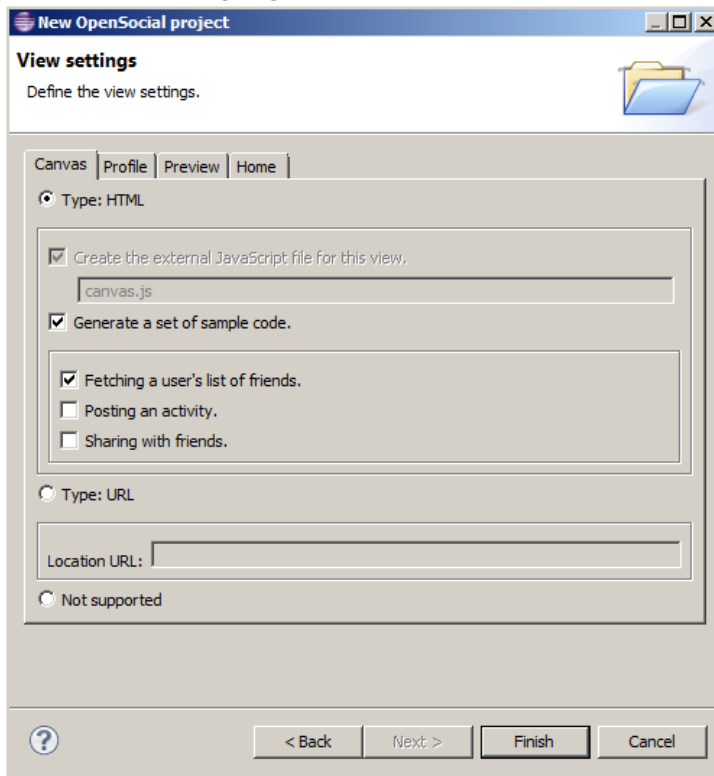 New OpenSocial project
View settings
Define the view settings.
Canvas Profile Preview Home
Type: HTML
Create the external JavaScript file for this view.
canvas.js
Generate a set of sample code.
Fetching a user's list of friends.
Posting an activity.
Sharing with friends.
Type: URL
Location URL:
Not supported
? < Back Next > Finish Cancel